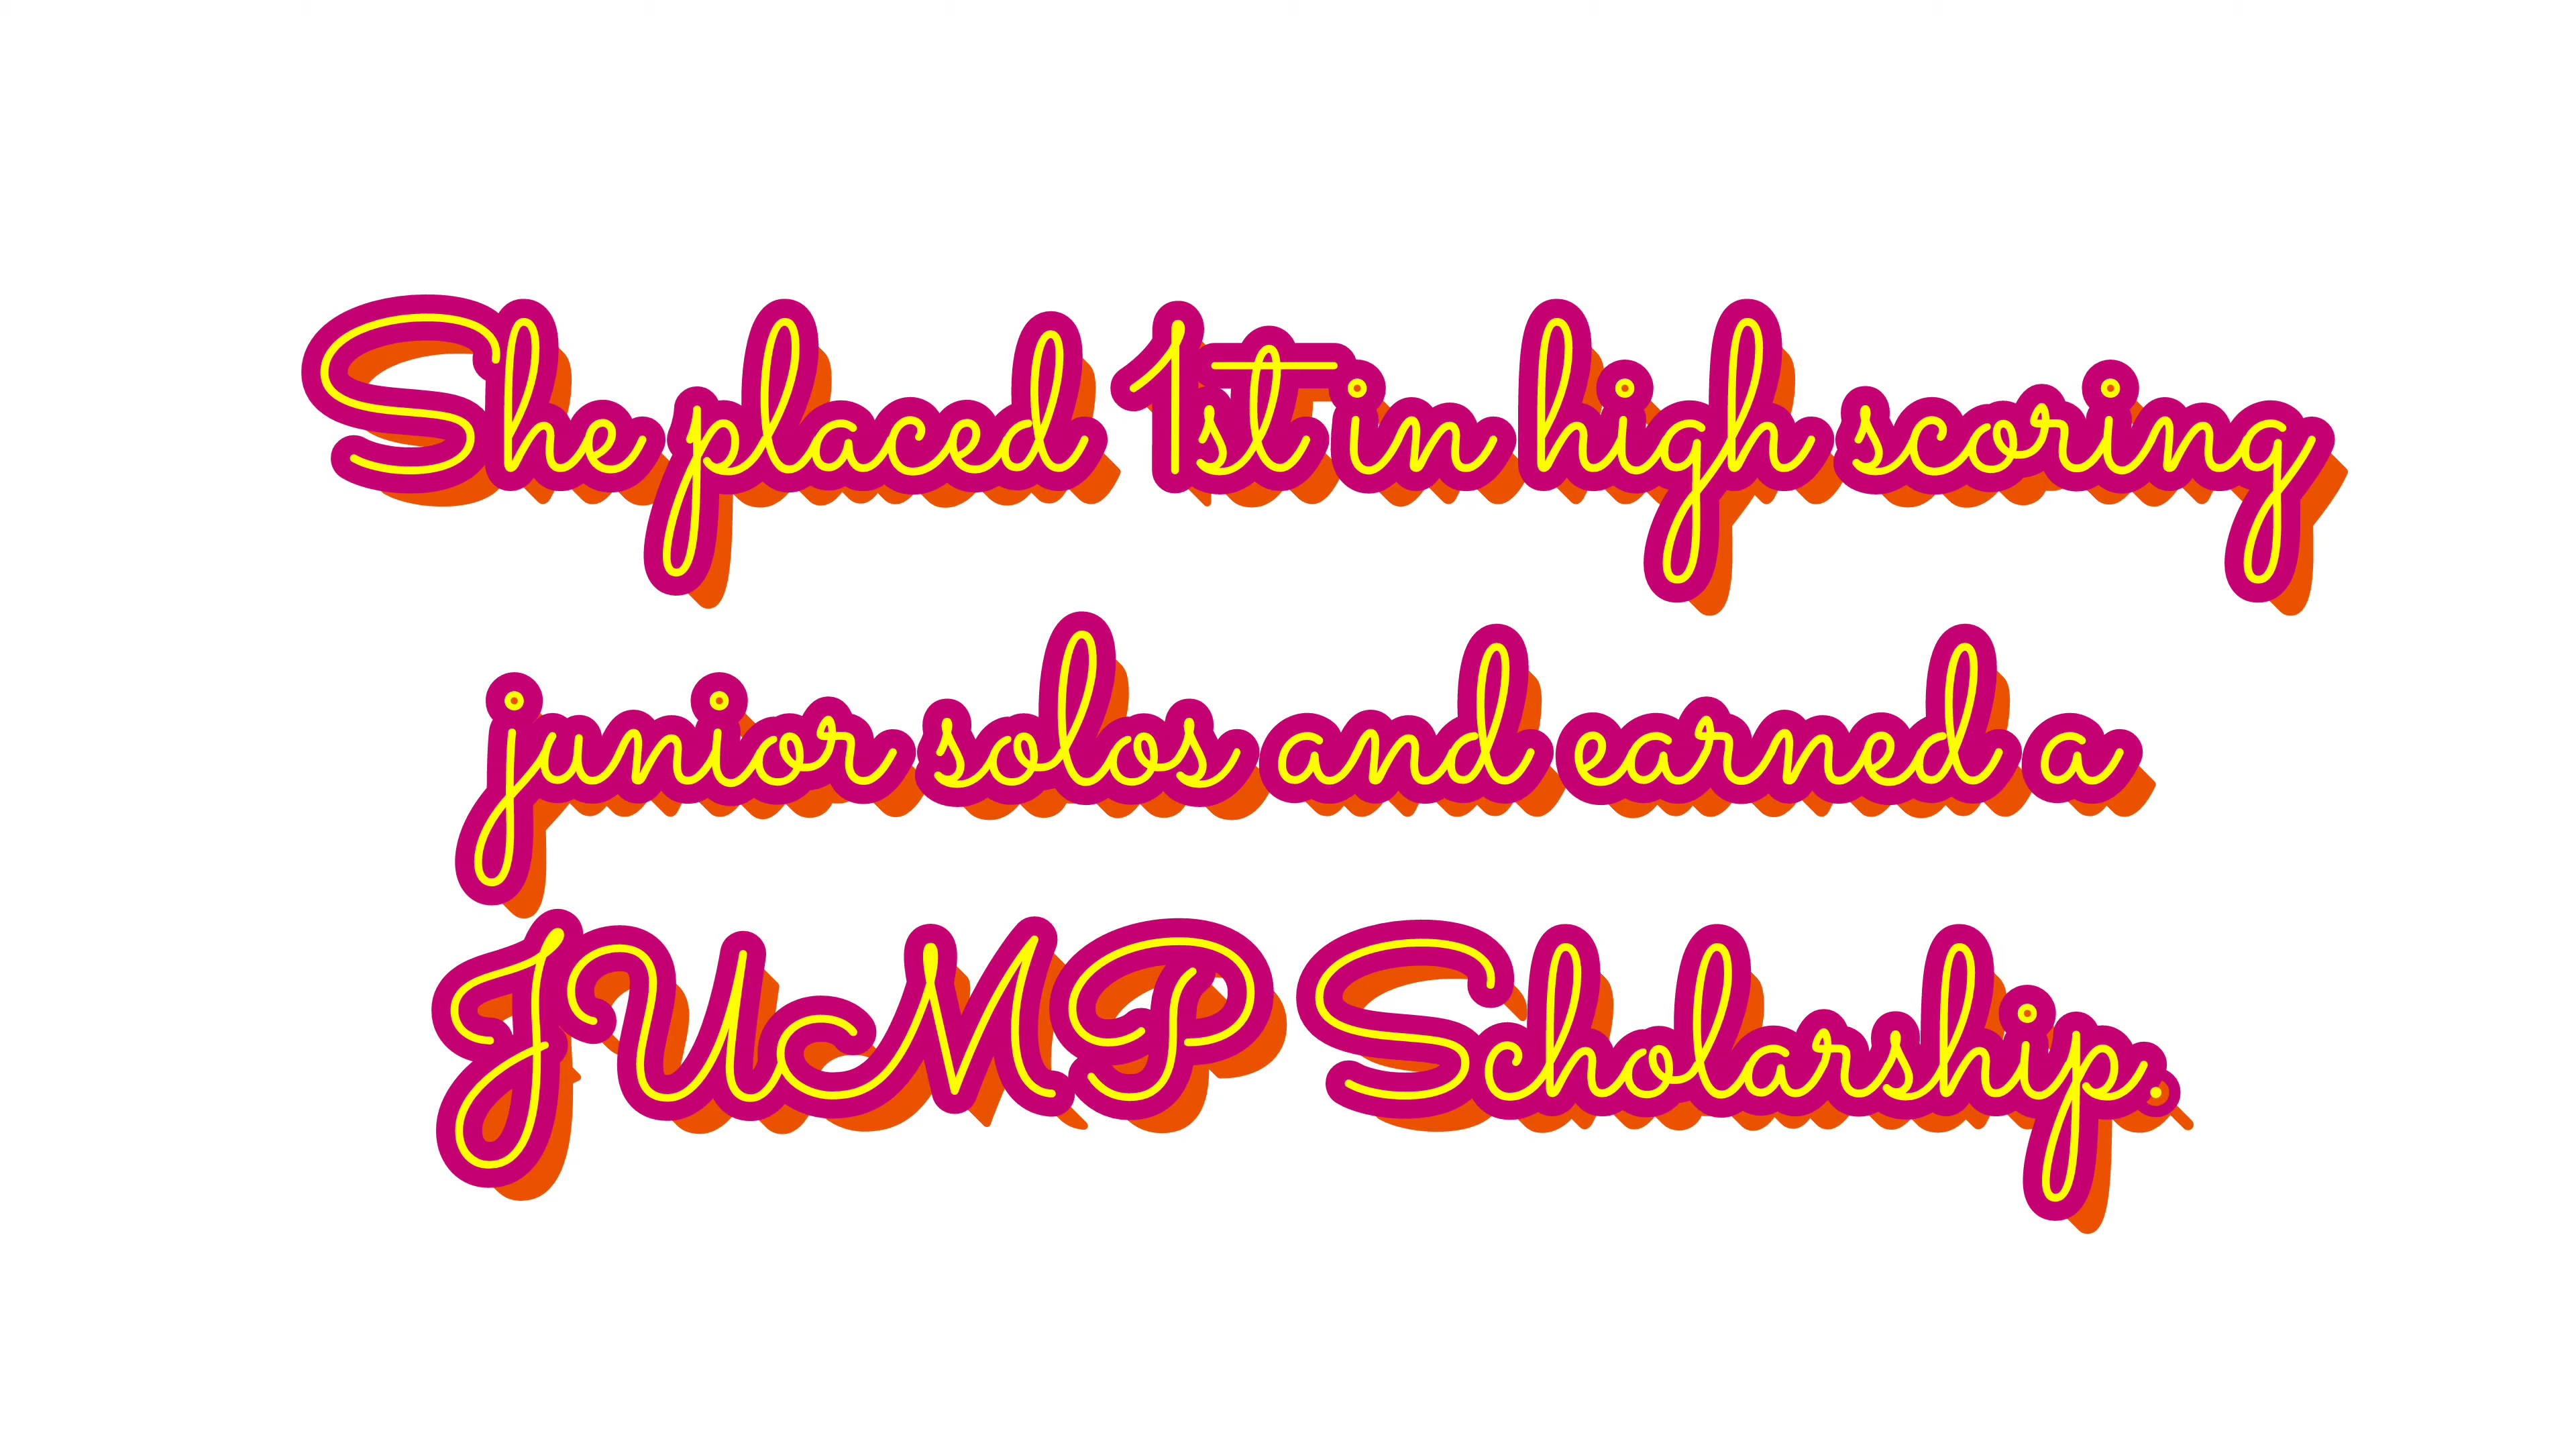 She placed 1st in high scoring
junior solos and earned a
JUMP Scholarship.